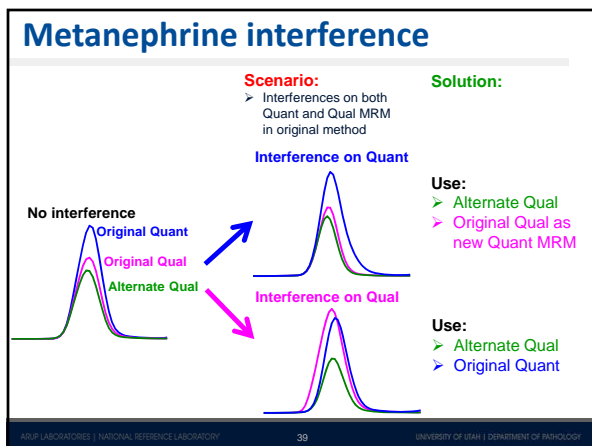 Metanephrine interference
Scenario:
➢ Interferences on both
Quant and Qual MRM
in original method
Solution:
Interference on Quant
No interference
Original Quant
Original Qual
Alternate Qual
Use:
➢ Alternate Qual
➢ Original Qual as
new Quant MRM
Interference on Qual
Use:
➢ Alternate Qual
➢ Original Quant
ARUP LABORATORIES | NATIONAL REFERENCE LABORATORY
39
UNIVERSITY OF UTAH | DEPARTMENT OF PATHOLOGY